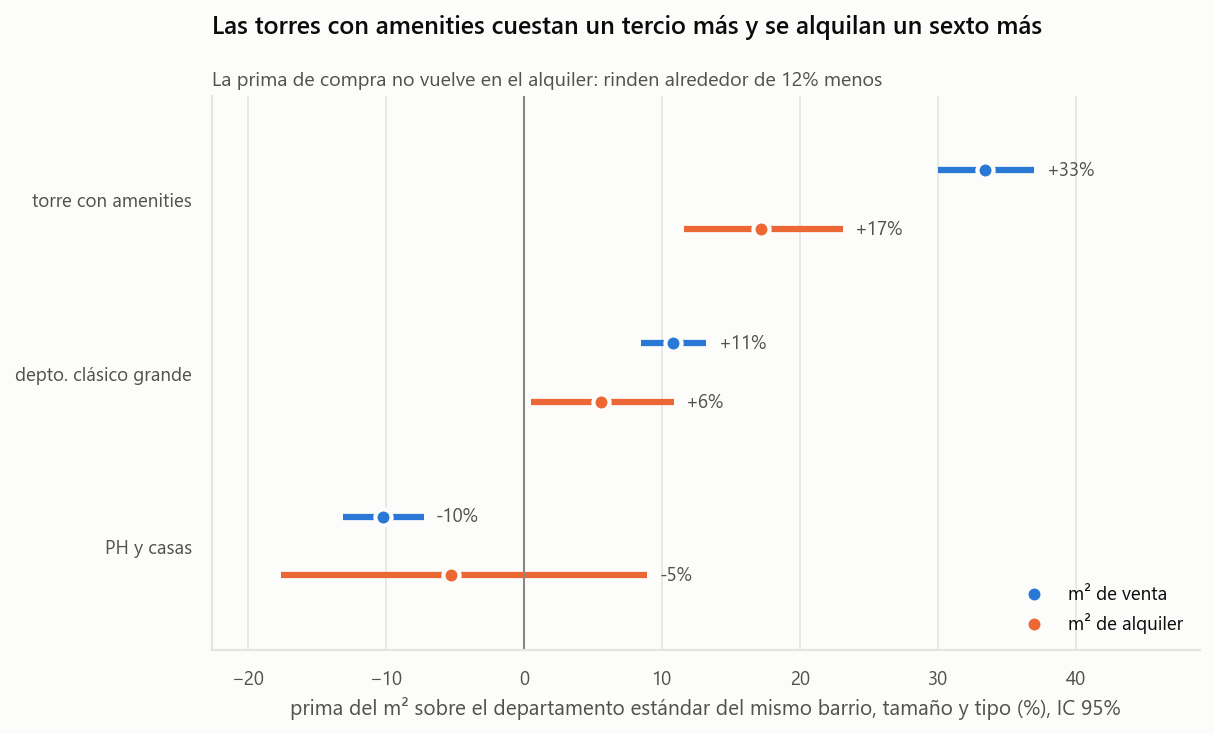 Las torres con amenities cuestan un tercio más y se alquilan un sexto más
La prima de compra no vuelve en el alquiler: rinden alrededor de 12% menos
+33%
torre con amenities
+17%
+11%
depto. clásico grande
+6%
-10%
PH y casas
-5%
m² de venta
m² de alquiler
−20 −10 0 10 20 30 40
prima del m² sobre el departamento estándar del mismo barrio, tamaño y tipo (%), IC 95%